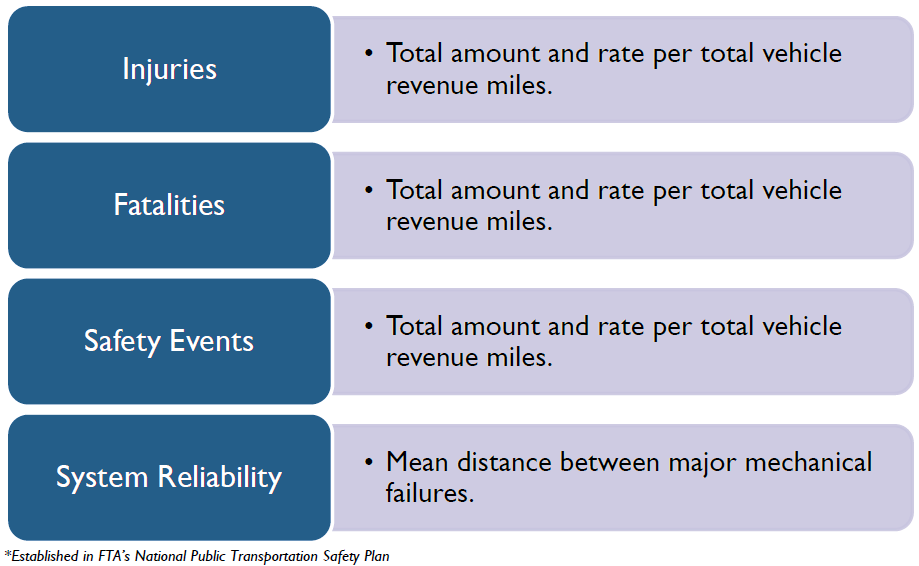 Injuries
• Total amount and rate per total vehicle
revenue miles.
Fatalities
• Total amount and rate per total vehicle
revenue miles.
Safety Events
• Total amount and rate per total vehicle
revenue miles.
System Reliability
• Mean distance between major mechanical
failures.
*Established in FTA's National Public Transportation Safety Plan